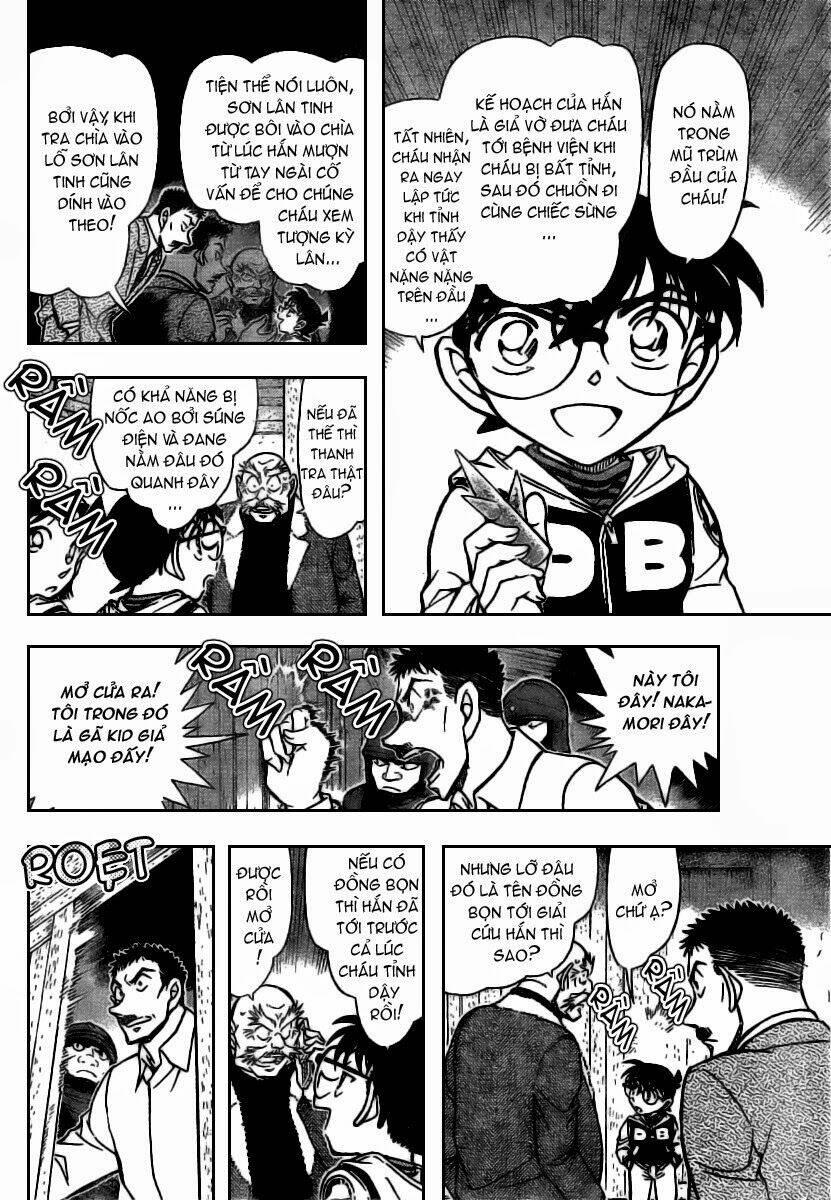 NÓ NẰM
TRONG
MŨ TRÙM
ĐẦU CỦA
CHÁU!
KẾ HOẠCH CỦA HẮN
LÀ GIẢ VỜ ĐƯA CHÁU
TỚI BỆNH VIỆN KHI
CHÁU BỊ BẤT TỈNH,
SAU ĐÓ CHUỒN ĐI
CÙNG CHIẾC SỪNG
...
TẤT NHIÊN,
CHÁU NHẬN
RA NGAY
LẬP TỨC
KHI TỈNH
DẬY THẤY
CÓ VẬT
NẶNG NẶNG
TRÊN ĐẦU
...
TIỆN THỂ NÓI LUÔN,
SƠN LÂN TINH
ĐƯỢC BÔI VÀO CHÌA
TỪ LÚC HẮN MƯỢN
TỪ TAY NGÀI CỐ
VẤN ĐỂ CHO CHÚNG
CHÁU XEM
TƯỢNG KỲ
LÂN...
BỞI VẬY, KHI
TRA CHÌA VÀO
LỖ SƠN LÂN
TINH CŨNG
DÍNH VÀO
THEO!
D B
NẾU ĐÃ
THẾ THÌ
THANH
TRA THẬT
ĐÂU?
CÓ KHẢ NĂNG BỊ
NỐC AO BỞI SÚNG
ĐIỆN VÀ ĐANG
NẰM ĐÂU ĐÓ
QUANH ĐÂY
...
RẦM
RẦM
NÀY TÔI
ĐÂY! NAKA-
MORI ĐÂY!
RẦM
RẦM
MỞ CỬA RA!
TÔI TRONG ĐÓ
LÀ GÃ KID GIẢ
MẠO ĐẤY!
MỞ
CHỨ Ạ?
NHƯNG LỠ ĐÂU
ĐÓ LÀ TÊN ĐỒNG
BỌN TỚI GIẢI
CỨU HẮN THÌ
SAO?
RẦM
RẦM
D B
NẾU CÓ
ĐỒNG BỌN
THÌ HẮN ĐÃ
TỚI TRƯỚC
CẢ LÚC
CHÁU TỈNH
DẬY RỒI!
ĐƯỢC
RỒI
MỞ
CỬA
!
ROẸT